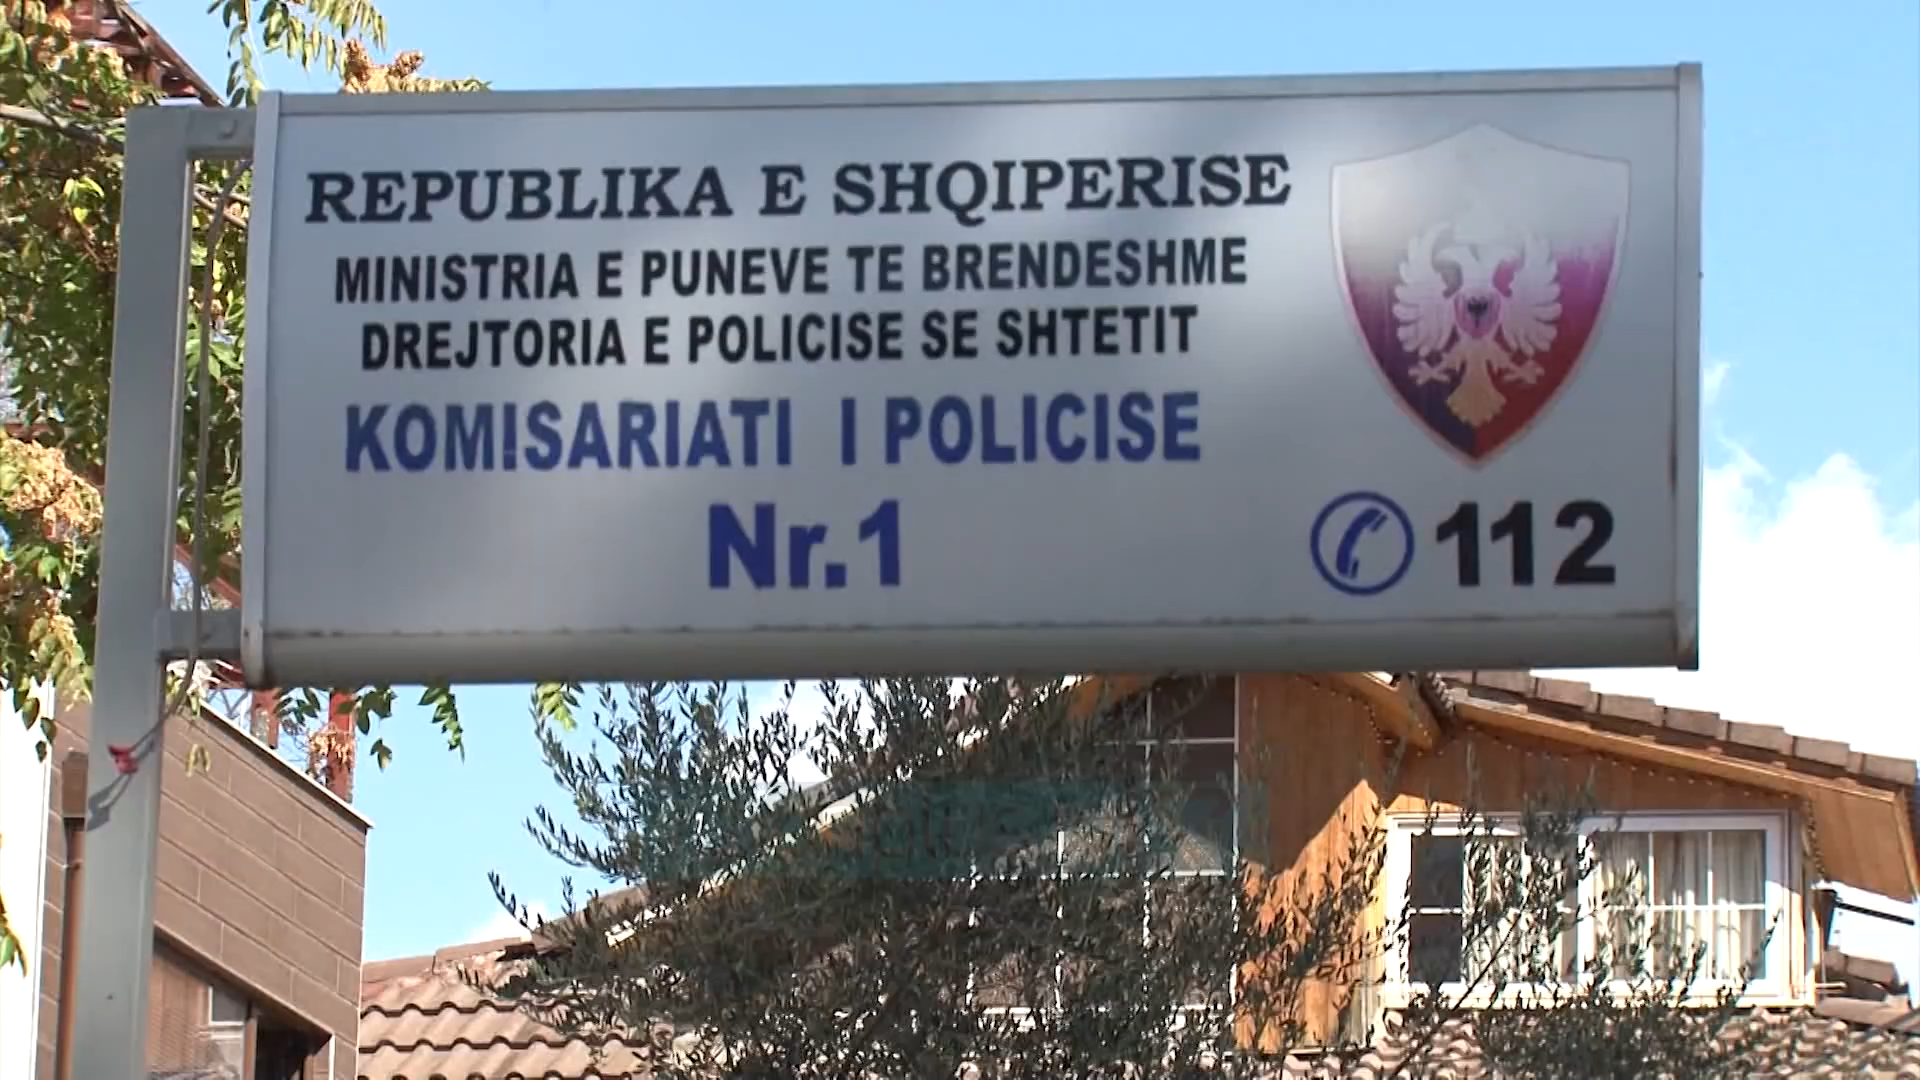 REPUBLIKA E SHQIPERISE
MINISTRIA E PUNEVE TE BRENDESHME
DREJTORIA E POLICISE SE SHTETIT
KOMISARIATI I POLICISE
Nr.1
112